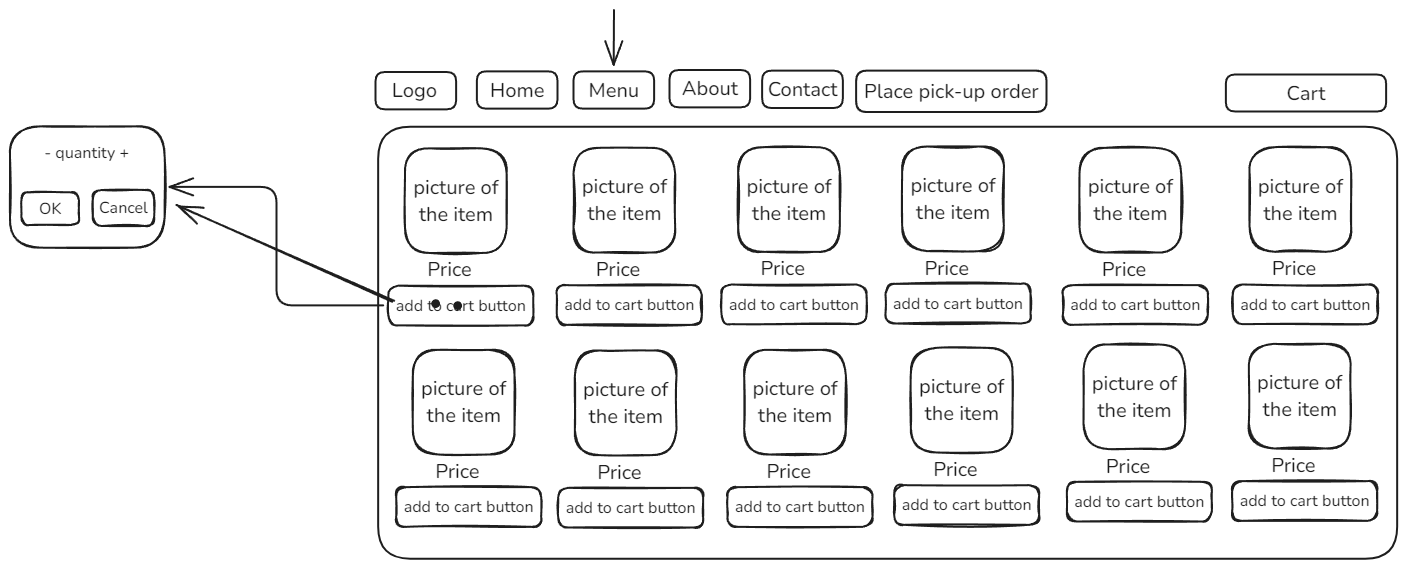 Logo
Home
Menu
About
Contact
Place pick-up order
Cart
- quantity +
OK
Cancel
picture of
the item
Price
add to cart button
picture of
the item
Price
add to cart button
picture of
the item
Price
add to cart button
picture of
the item
Price
add to cart button
picture of
the item
Price
add to cart button
picture of
the item
Price
add to cart button
picture of
the item
Price
add to cart button
picture of
the item
Price
add to cart button
picture of
the item
Price
add to cart button
picture of
the item
Price
add to cart button
picture of
the item
Price
add to cart button
picture of
the item
Price
add to cart button